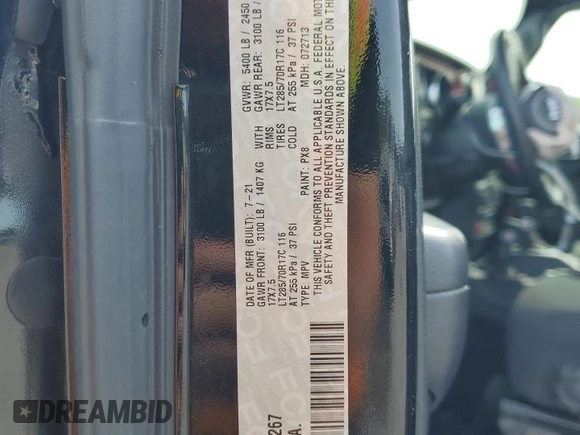 DATE OF MFR (BUILT): 7-21 GVWR: 5400 LB / 2450
GAWR FRONT: 3100 LB / 1407 KG WITH GAWR REAR: 3100 LB /
17X7.5 RIMS 17X7.5
LT285/70R17C 116 TIRES LT285/70R17C 116
AT 255 kPa / 37 PSI COLD AT 255 kPa / 37 PSI
TYPE: MPV PAINT: PX8 MDH: 072713
THIS VEHICLE CONFORMS TO ALL APPLICABLE U.S.A. FEDERAL MOTO
SAFETY AND THEFT PREVENTION STANDARDS IN EFFECT ON THE
MANUFACTURE SHOWN ABOVE.
267
A.
DREAMBID